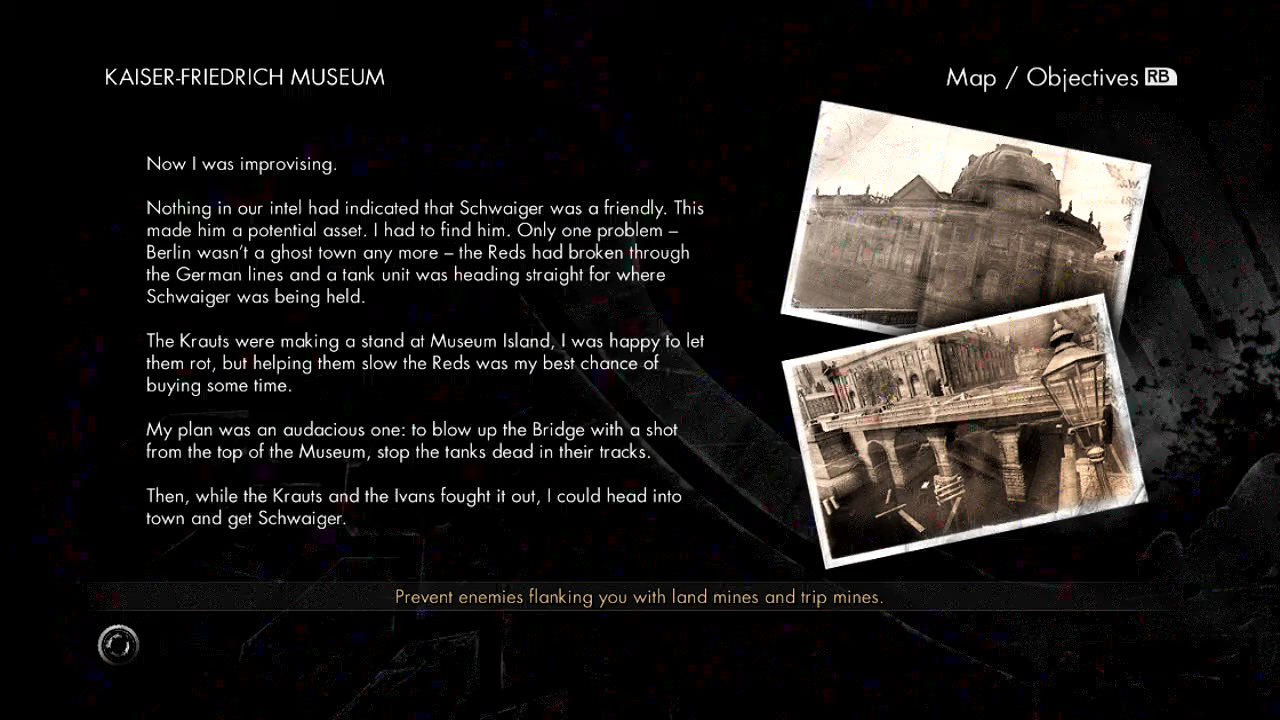 KAISER-FRIEDRICH MUSEUM
Map / Objectives RB
Now I was improvising.
Nothing in our intel had indicated that Schwaiger was a friendly. This
made him a potential asset. I had to find him. Only one problem –
Berlin wasn't a ghost town any more – the Reds had broken through
the German lines and a tank unit was heading straight for where
Schwaiger was being held.
The Krauts were making a stand at Museum Island, I was happy to let
them rot, but helping them slow the Reds was my best chance of
buying some time.
My plan was an audacious one: to blow up the Bridge with a shot
from the top of the Museum, stop the tanks dead in their tracks.
Then, while the Krauts and the Ivans fought it out, I could head into
town and get Schwaiger.
Prevent enemies flanking you with land mines and trip mines.